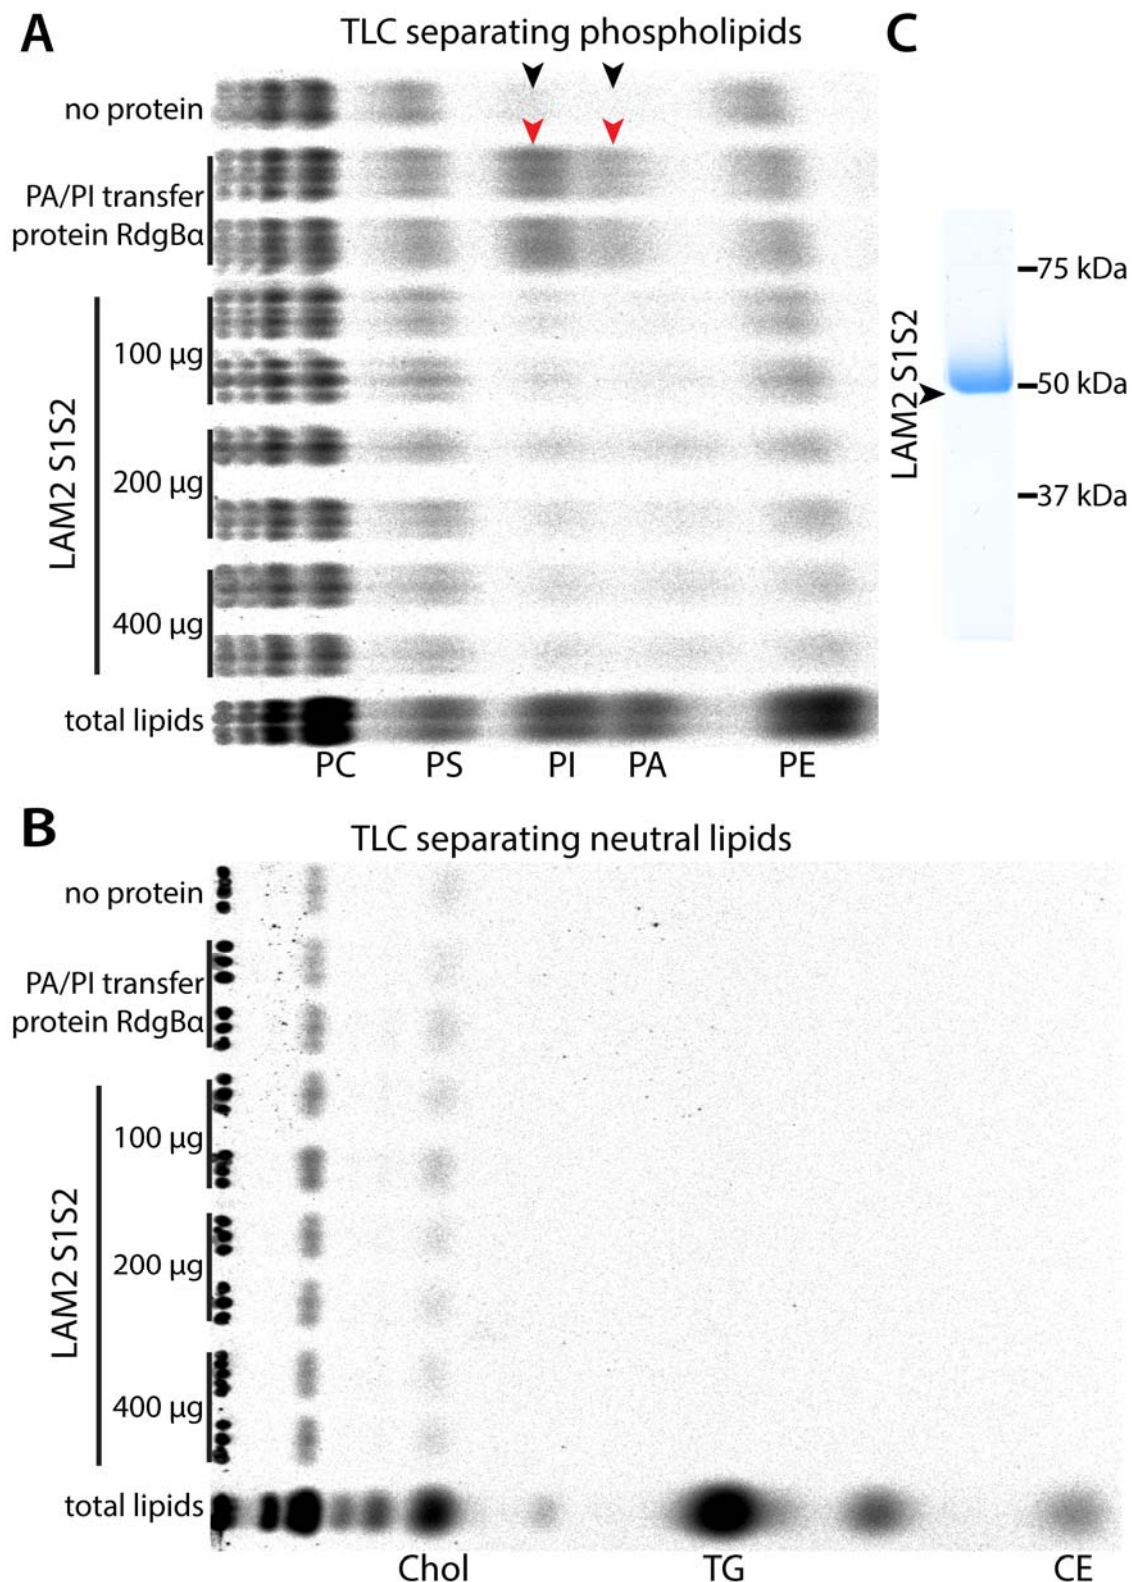 A
TLC separating phospholipids
C
no protein
PA/PI transfer
protein RdgBα
LAM2 S1S2
100 µg
200 µg
400 µg
total lipids
PC PS PI PA PE
LAM2 S1S2
75 kDa
50 kDa
37 kDa
B
TLC separating neutral lipids
no protein
PA/PI transfer
protein RdgBα
LAM2 S1S2
100 µg
200 µg
400 µg
total lipids
Chol TG CE